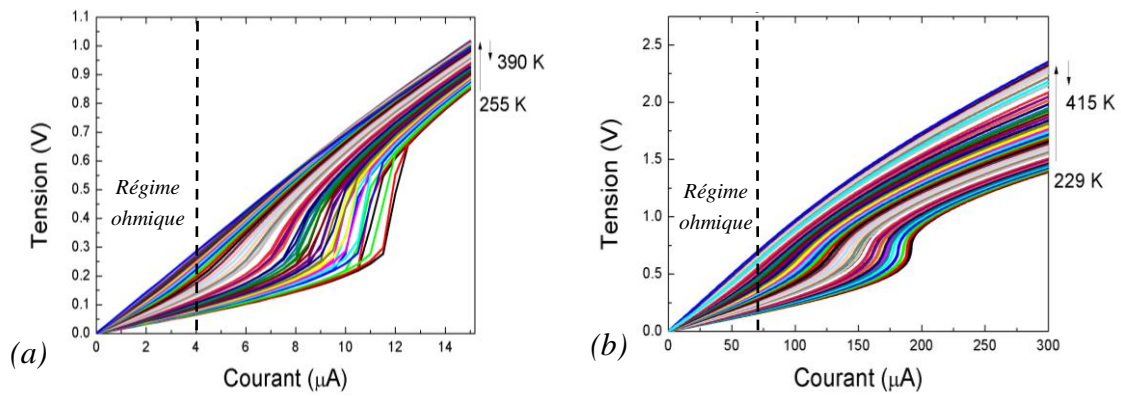 1.1
1.0
0.9
0.8
0.7
0.6
0.5
0.4
0.3
0.2
0.1
0.0
Tension (V)
Régime
ohmique
390 K
255 K
0 2 4 6 8 10 12 14
Courant (μA)
(a)
2.5
2.0
1.5
1.0
0.5
0.0
Tension (V)
Régime
ohmique
415 K
229 K
0 50 100 150 200 250 300
Courant (μA)
(b)